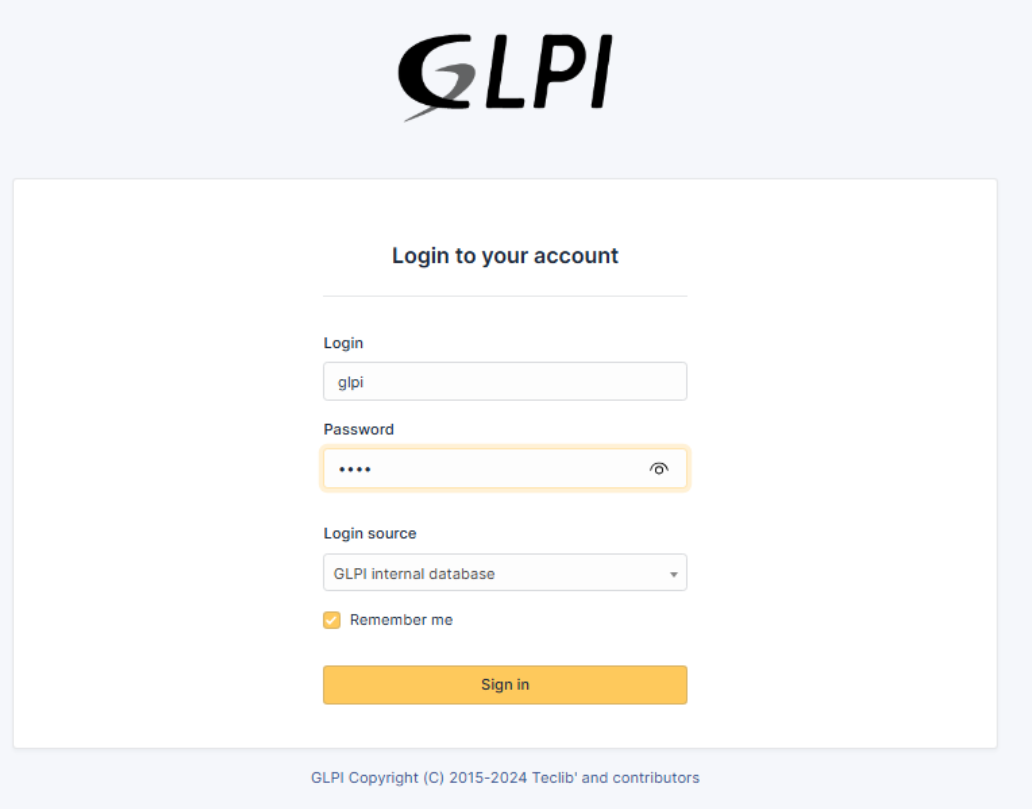 GLPI
Login to your account
Login
glpi
Password
••••
Login source
GLPI internal database
Remember me
Sign in
GLPI Copyright (C) 2015-2024 Teclib' and contributors